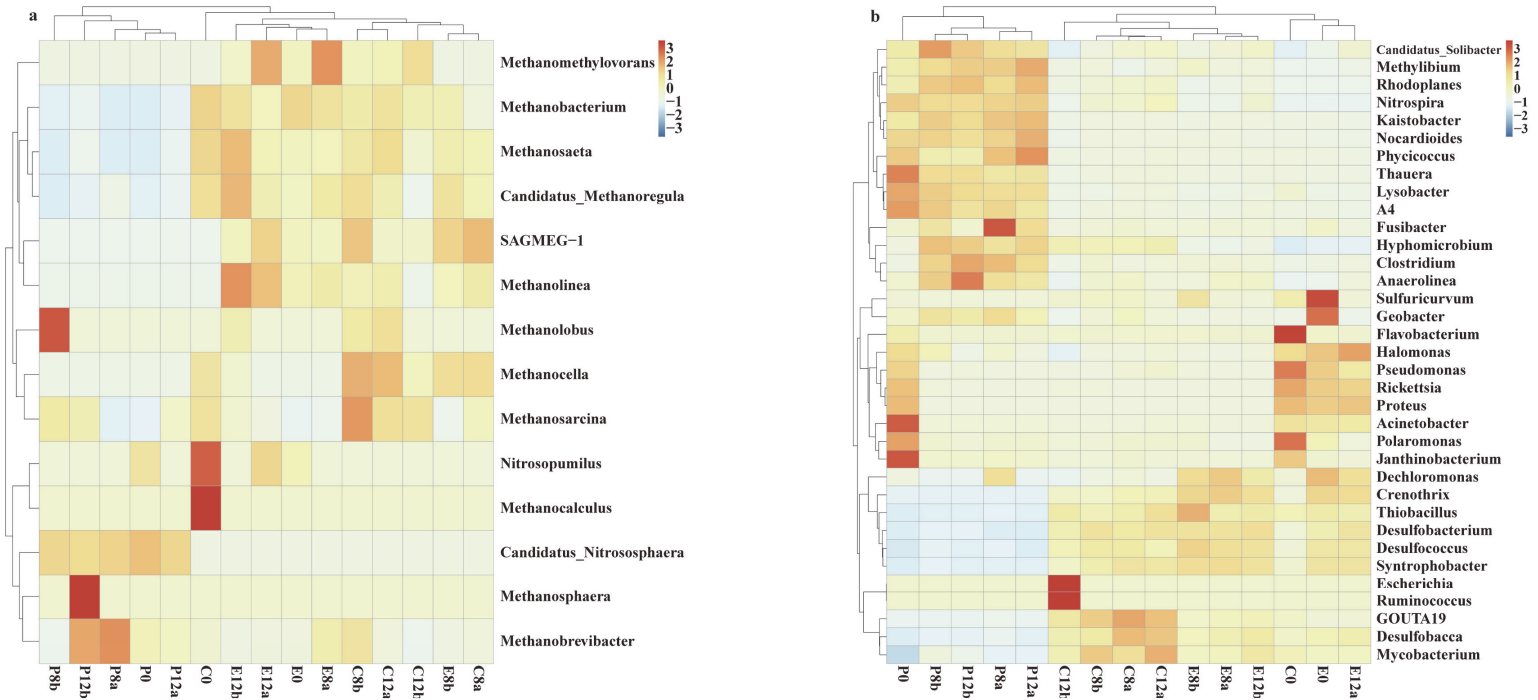 a
3
2
1
0
−1
−2
−3
Methanomethylovorans
Methanobacterium
Methanosaeta
Candidatus_Methanoregula
SAGMEG−1
Methanolinea
Methanolobus
Methanocella
Methanosarcina
Nitrosopumilus
Methanocalculus
Candidatus_Nitrososphaera
Methanosphaera
Methanobrevibacter
P8b
P12b
P8a
P0
P12a
C0
E12b
E12a
E0
E8a
C8b
C12a
C12b
E8b
C8a
b
3
2
1
0
−1
−2
−3
Candidatus_Solibacter
Methylibium
Rhodoplanes
Nitrospira
Kaistobacter
Nocardioides
Phycicoccus
Thauera
Lysobacter
A4
Fusibacter
Hyphomicrobium
Clostridium
Anaerolinea
Sulfuricurvum
Geobacter
Flavobacterium
Halomonas
Pseudomonas
Rickettsia
Proteus
Acinetobacter
Polaromonas
Janthinobacterium
Dechloromonas
Crenothrix
Thiobacillus
Desulfobacterium
Desulfococcus
Syntrophobacter
Escherichia
Ruminococcus
GOUTA19
Desulfobacca
Mycobacterium
P0
P8b
P12b
P8a
P12a
C12b
C8b
C8a
C12a
E8b
E8a
E12b
C0
E0
E12a